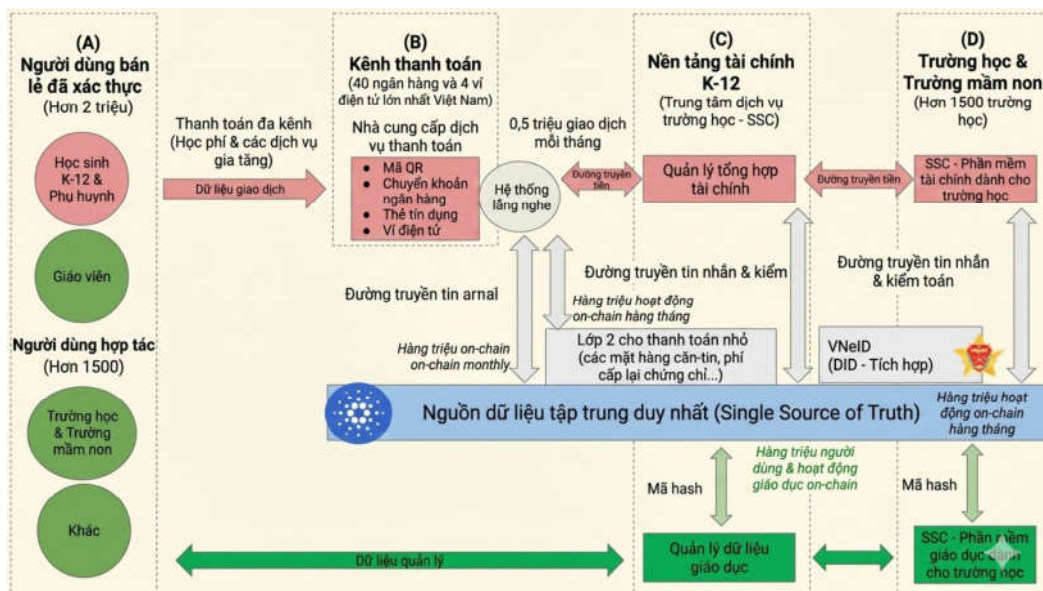 (A)
Người dùng bán
lẻ đã xác thực
(Hơn 2 triệu)
Học sinh
K-12 &
Phụ huynh
Giáo viên
Người dùng hợp tác
(Hơn 1500)
Trường học
& Trường
mầm non
Khác
Thanh toán đa kênh
(Học phí & các dịch vụ
gia tăng)
Dữ liệu giao dịch
(B)
Kênh thanh toán
(40 ngân hàng và 4 ví
điện tử lớn nhất Việt Nam)
Nhà cung cấp dịch
vụ thanh toán
● Mã QR
● Chuyển khoản
ngân hàng
● Thẻ tín dụng
● Ví điện tử
Hệ thống
lắng nghe
0,5 triệu giao dịch
mỗi tháng
Đường truyền
tiền
(C)
Nền tảng tài chính
K-12
(Trung tâm dịch vụ
trường học - SSC)
Quản lý tổng hợp
tài chính
Đường truyền tiền
(D)
Trường học &
Trường mầm non
(Hơn 1500 trường
học)
SSC - Phần mềm
tài chính dành cho
trường học
Đường truyền tin arnai
Hàng triệu on-chain
on-chain monthly
Hàng triệu hoạt động
on-chain hàng tháng
Đường truyền tin nhắn & kiểm
Đường truyền tin nhắn
& kiểm toán
Lớp 2 cho thanh toán nhỏ
(các mặt hàng căn-tin, phí
cấp lại chứng chỉ...)
VNeID
(DID - Tích hợp)
Nguồn dữ liệu tập trung duy nhất (Single Source of Truth)
Hàng triệu hoạt
động on-chain
hàng tháng
Mã hash
Hàng triệu người
dùng & hoạt động
giáo dục on-chain
Mã hash
Dữ liệu quản lý
Quản lý dữ liệu
giáo dục
SSC - Phần mềm
giáo dục dành
cho trường học